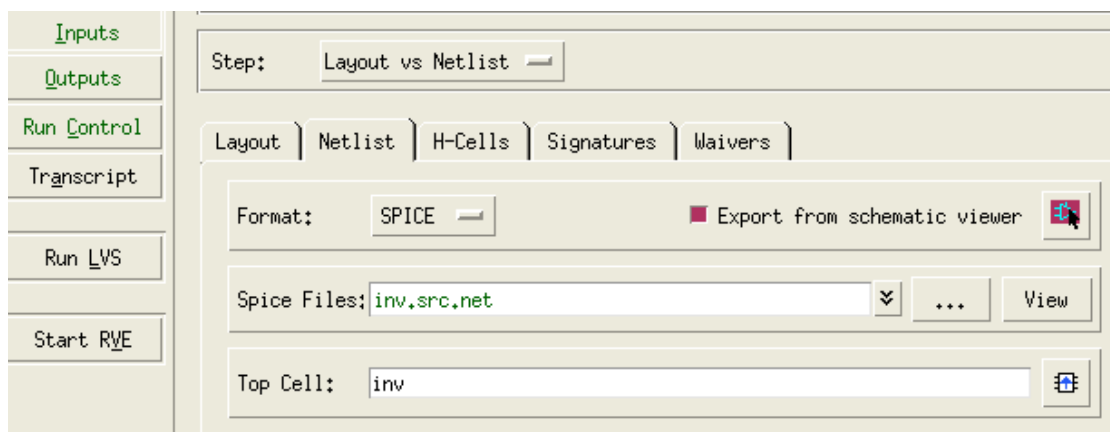 Inputs
Outputs
Run Control
Transcript
Run LVS
Start RVE
Step: Layout vs Netlist
Layout Netlist H-Cells Signatures Waivers
Format: SPICE Export from schematic viewer
Spice Files: inv.src.net ... View
Top Cell: inv